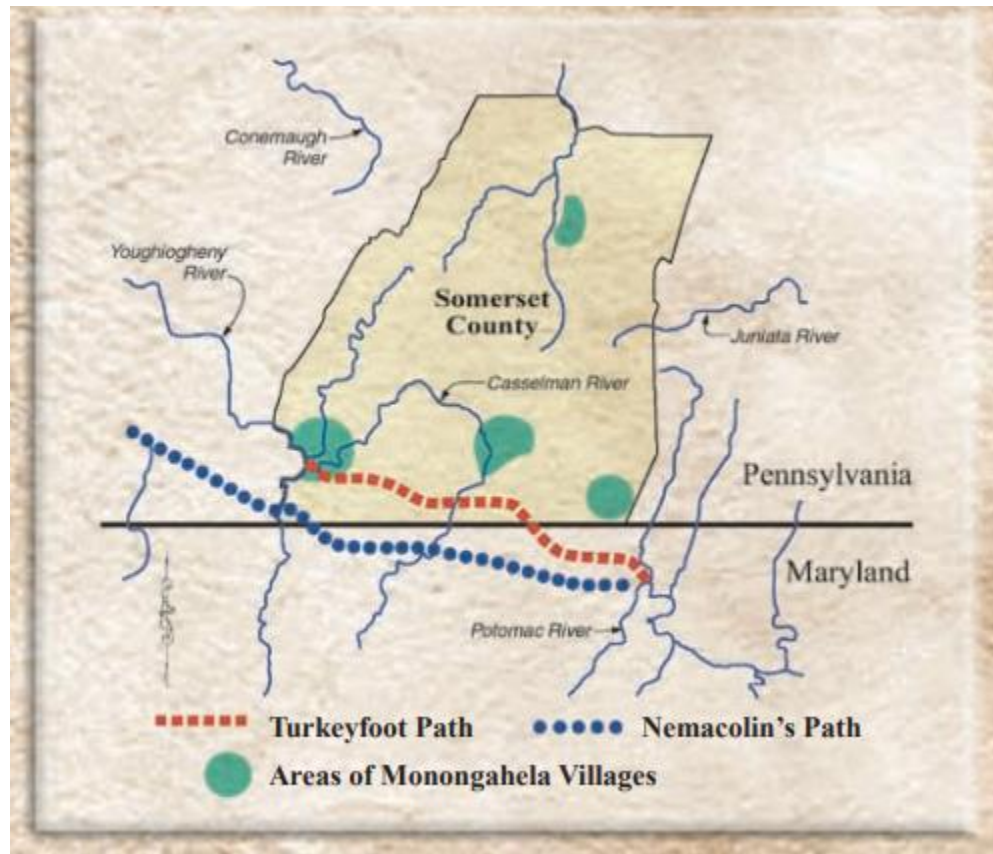 Conemaugh
River
Youghiogheny
River
Somerset
County
Juniata River
Casselman River
Pennsylvania
Maryland
Potomac River
Turkeyfoot Path
Nemacolin's Path
Areas of Monongahela Villages